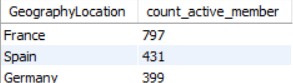 GeographyLocation count_active_member
France 797
Spain 431
Germany 399